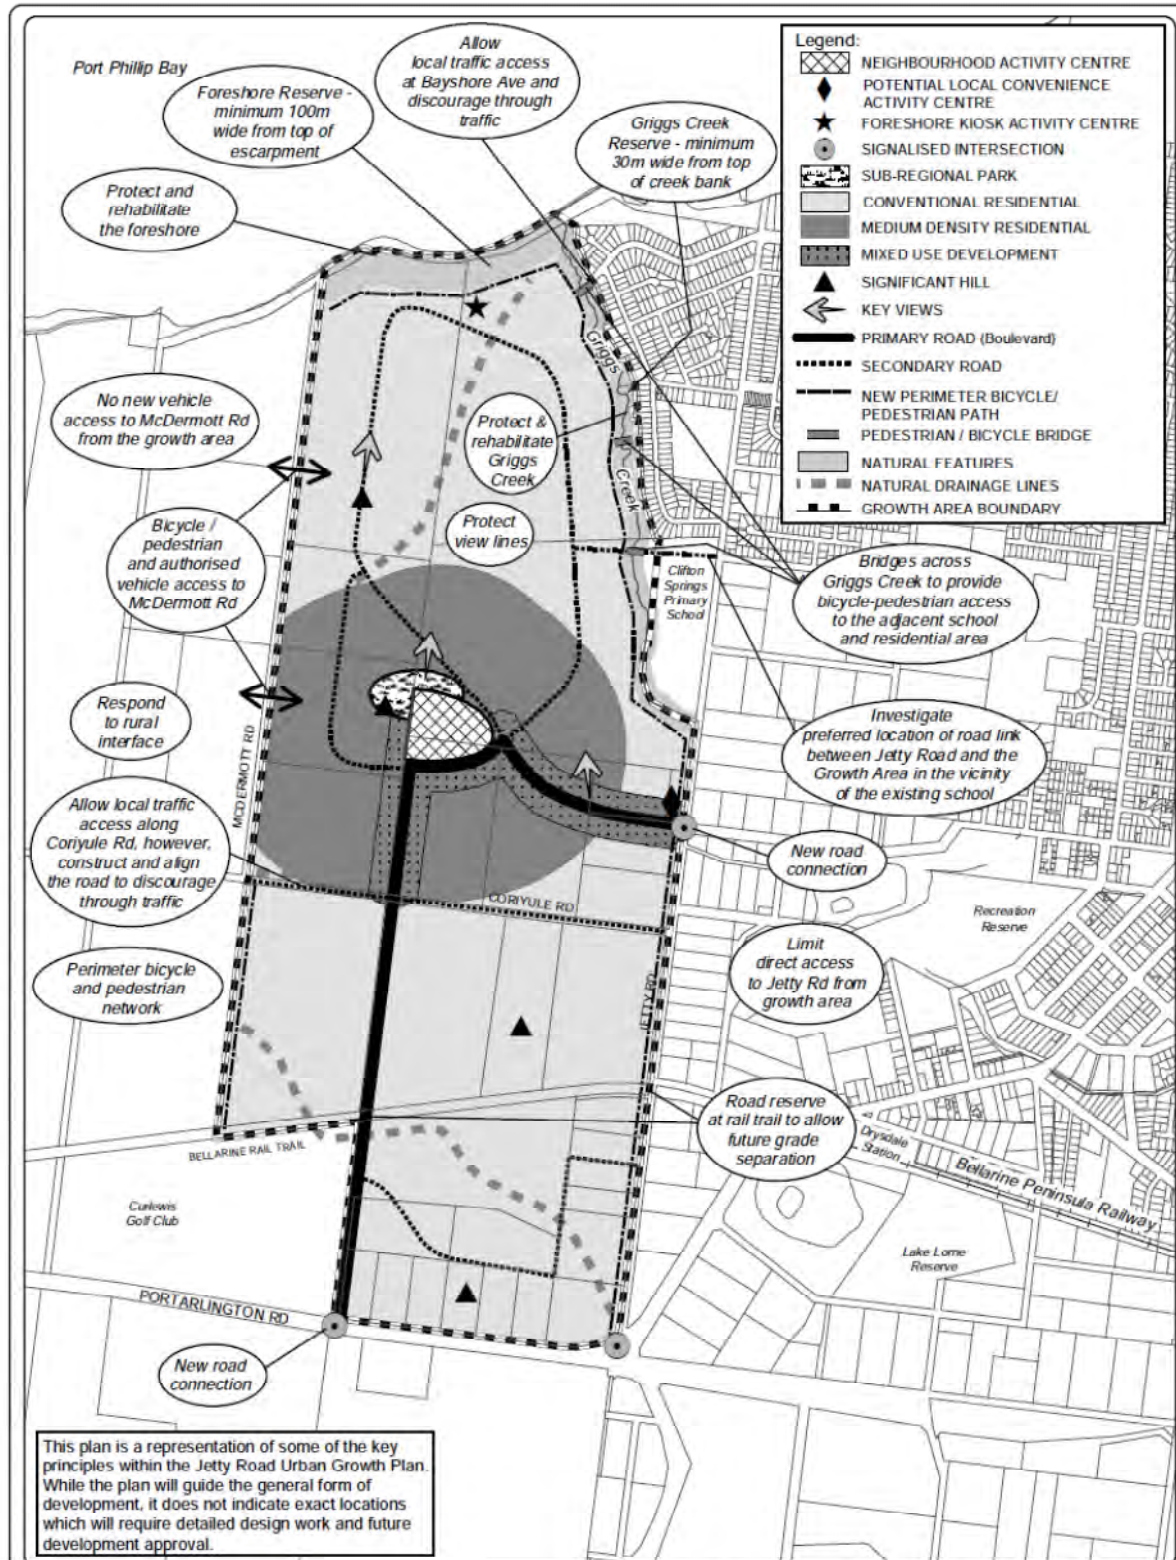 Port Phillip Bay
Allow
local traffic access
at Bayshore Ave and
discourage through
traffic
Foreshore Reserve -
minimum 100m
wide from top of
escarpment
Griggs Creek
Reserve - minimum
30m wide from top
of creek bank
Protect and
rehabilitate
the foreshore
Legend:
NEIGHBOURHOOD ACTIVITY CENTRE
POTENTIAL LOCAL CONVENIENCE
ACTIVITY CENTRE
FORESHORE KIOSK ACTIVITY CENTRE
SIGNALISED INTERSECTION
SUB-REGIONAL PARK
CONVENTIONAL RESIDENTIAL
MEDIUM DENSITY RESIDENTIAL
MIXED USE DEVELOPMENT
SIGNIFICANT HILL
KEY VIEWS
PRIMARY ROAD (Boulevard)
SECONDARY ROAD
NEW PERIMETER BICYCLE/
PEDESTRIAN PATH
PEDESTRIAN / BICYCLE BRIDGE
NATURAL FEATURES
NATURAL DRAINAGE LINES
GROWTH AREA BOUNDARY
Griggs
Creek
No new vehicle
access to McDermott Rd
from the growth area
Protect &
rehabilitate
Griggs
Creek
Protect
view lines
Bicycle /
pedestrian
and authorised
vehicle access to
McDermott Rd
Clifton
Springs
Primary
School
Bridges across
Griggs Creek to provide
bicycle-pedestrian access
to the adjacent school
and residential area
Respond
to rural
interface
MCDERMOTT RD
Investigate
preferred location of road link
between Jetty Road and the
Growth Area in the vicinity
of the existing school
Allow local traffic
access along
Coriyule Rd, however,
construct and align
the road to discourage
through traffic
New road
connection
CORIYULE RD
Recreation
Reserve
Limit
direct access
to Jetty Rd from
growth area
Perimeter bicycle
and pedestrian
network
JETTY RD
Road reserve
at rail trail to allow
future grade
separation
BELLARINE RAIL TRAIL
Drysdale
Station
Bellarine Peninsula Railway
Curlewis
Golf Club
Lake Lorne
Reserve
PORTARLINGTON RD
New road
connection
This plan is a representation of some of the key
principles within the Jetty Road Urban Growth Plan.
While the plan will guide the general form of
development, it does not indicate exact locations
which will require detailed design work and future
development approval.